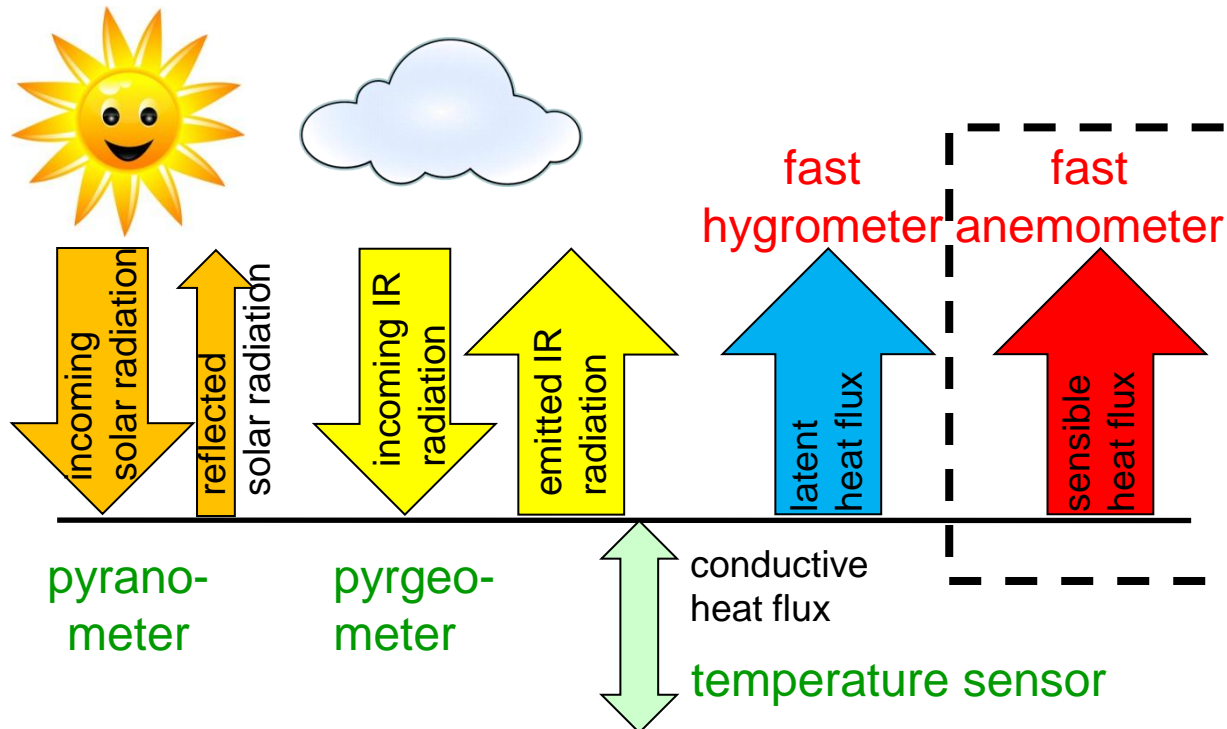 fast
hygrometer
fast
anemometer
incoming
solar radiation
reflected
solar radiation
incoming IR
radiation
emitted IR
radiation
latent
heat flux
sensible
heat flux
pyrano-
meter
pyrgeo-
meter
conductive
heat flux
temperature sensor